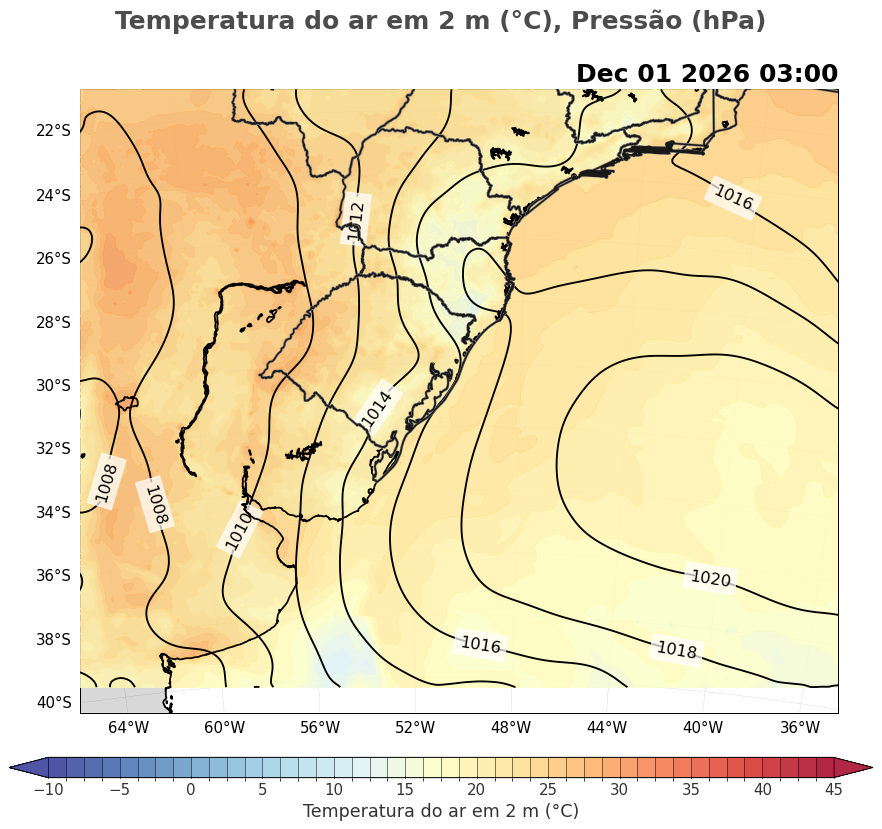 Temperatura do ar em 2 m (°C), Pressão (hPa)
Dec 01 2026 03:00
22°S
24°S
26°S
28°S
30°S
32°S
34°S
36°S
38°S
40°S
1012
1016
1014
1008
1008
1010
1020
1016
1018
64°W 60°W 56°W 52°W 48°W 44°W 40°W 36°W
−10 −5 0 5 10 15 20 25 30 35 40 45
Temperatura do ar em 2 m (°C)